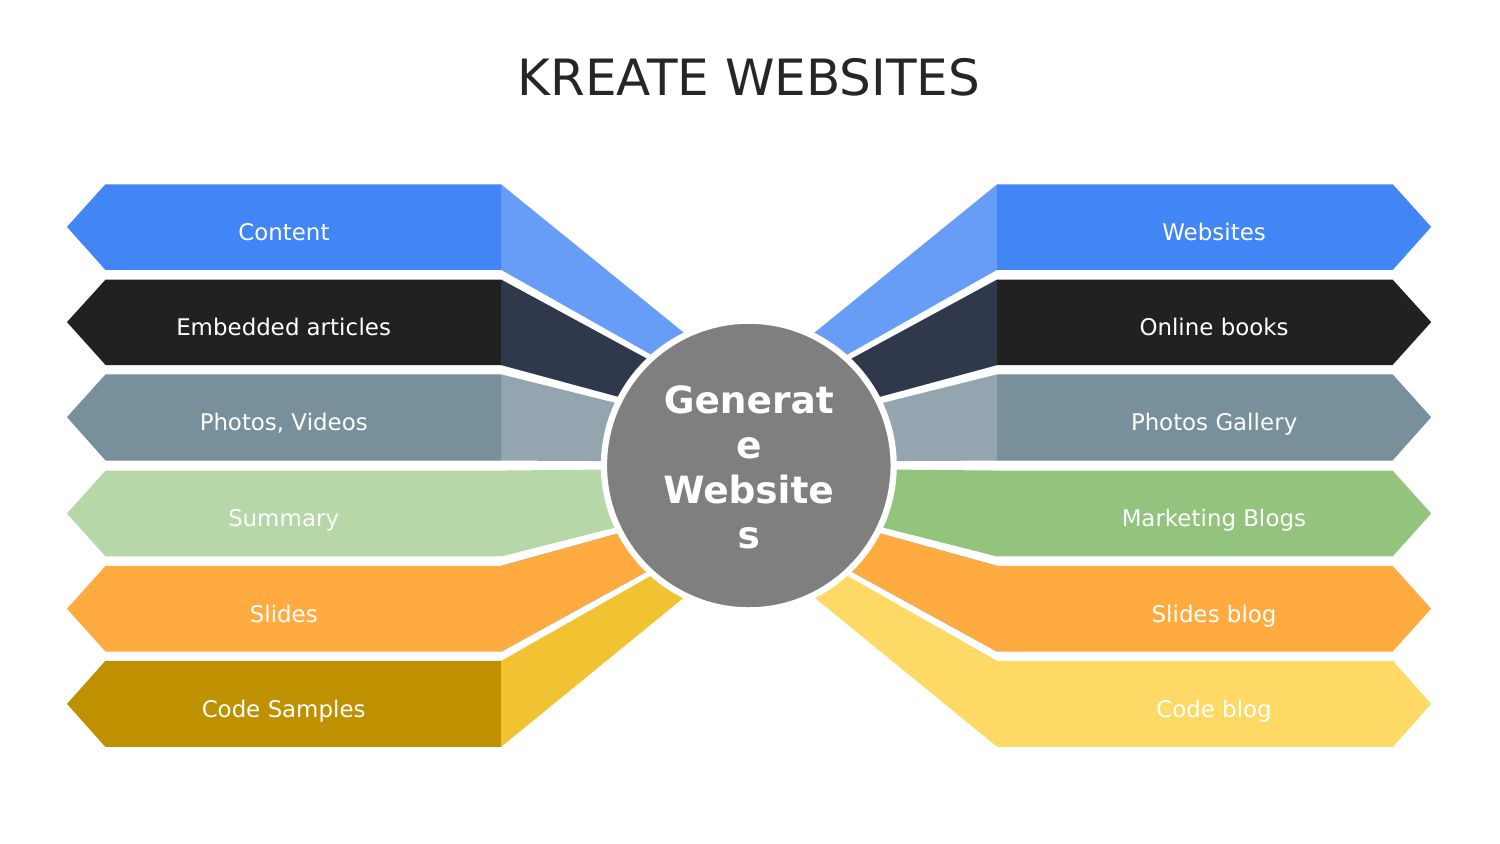 KREATE WEBSITES
Content
Embedded articles
Photos, Videos
Summary
Slides
Code Samples
Generat
e
Website
s
Websites
Online books
Photos Gallery
Marketing Blogs
Slides blog
Code blog